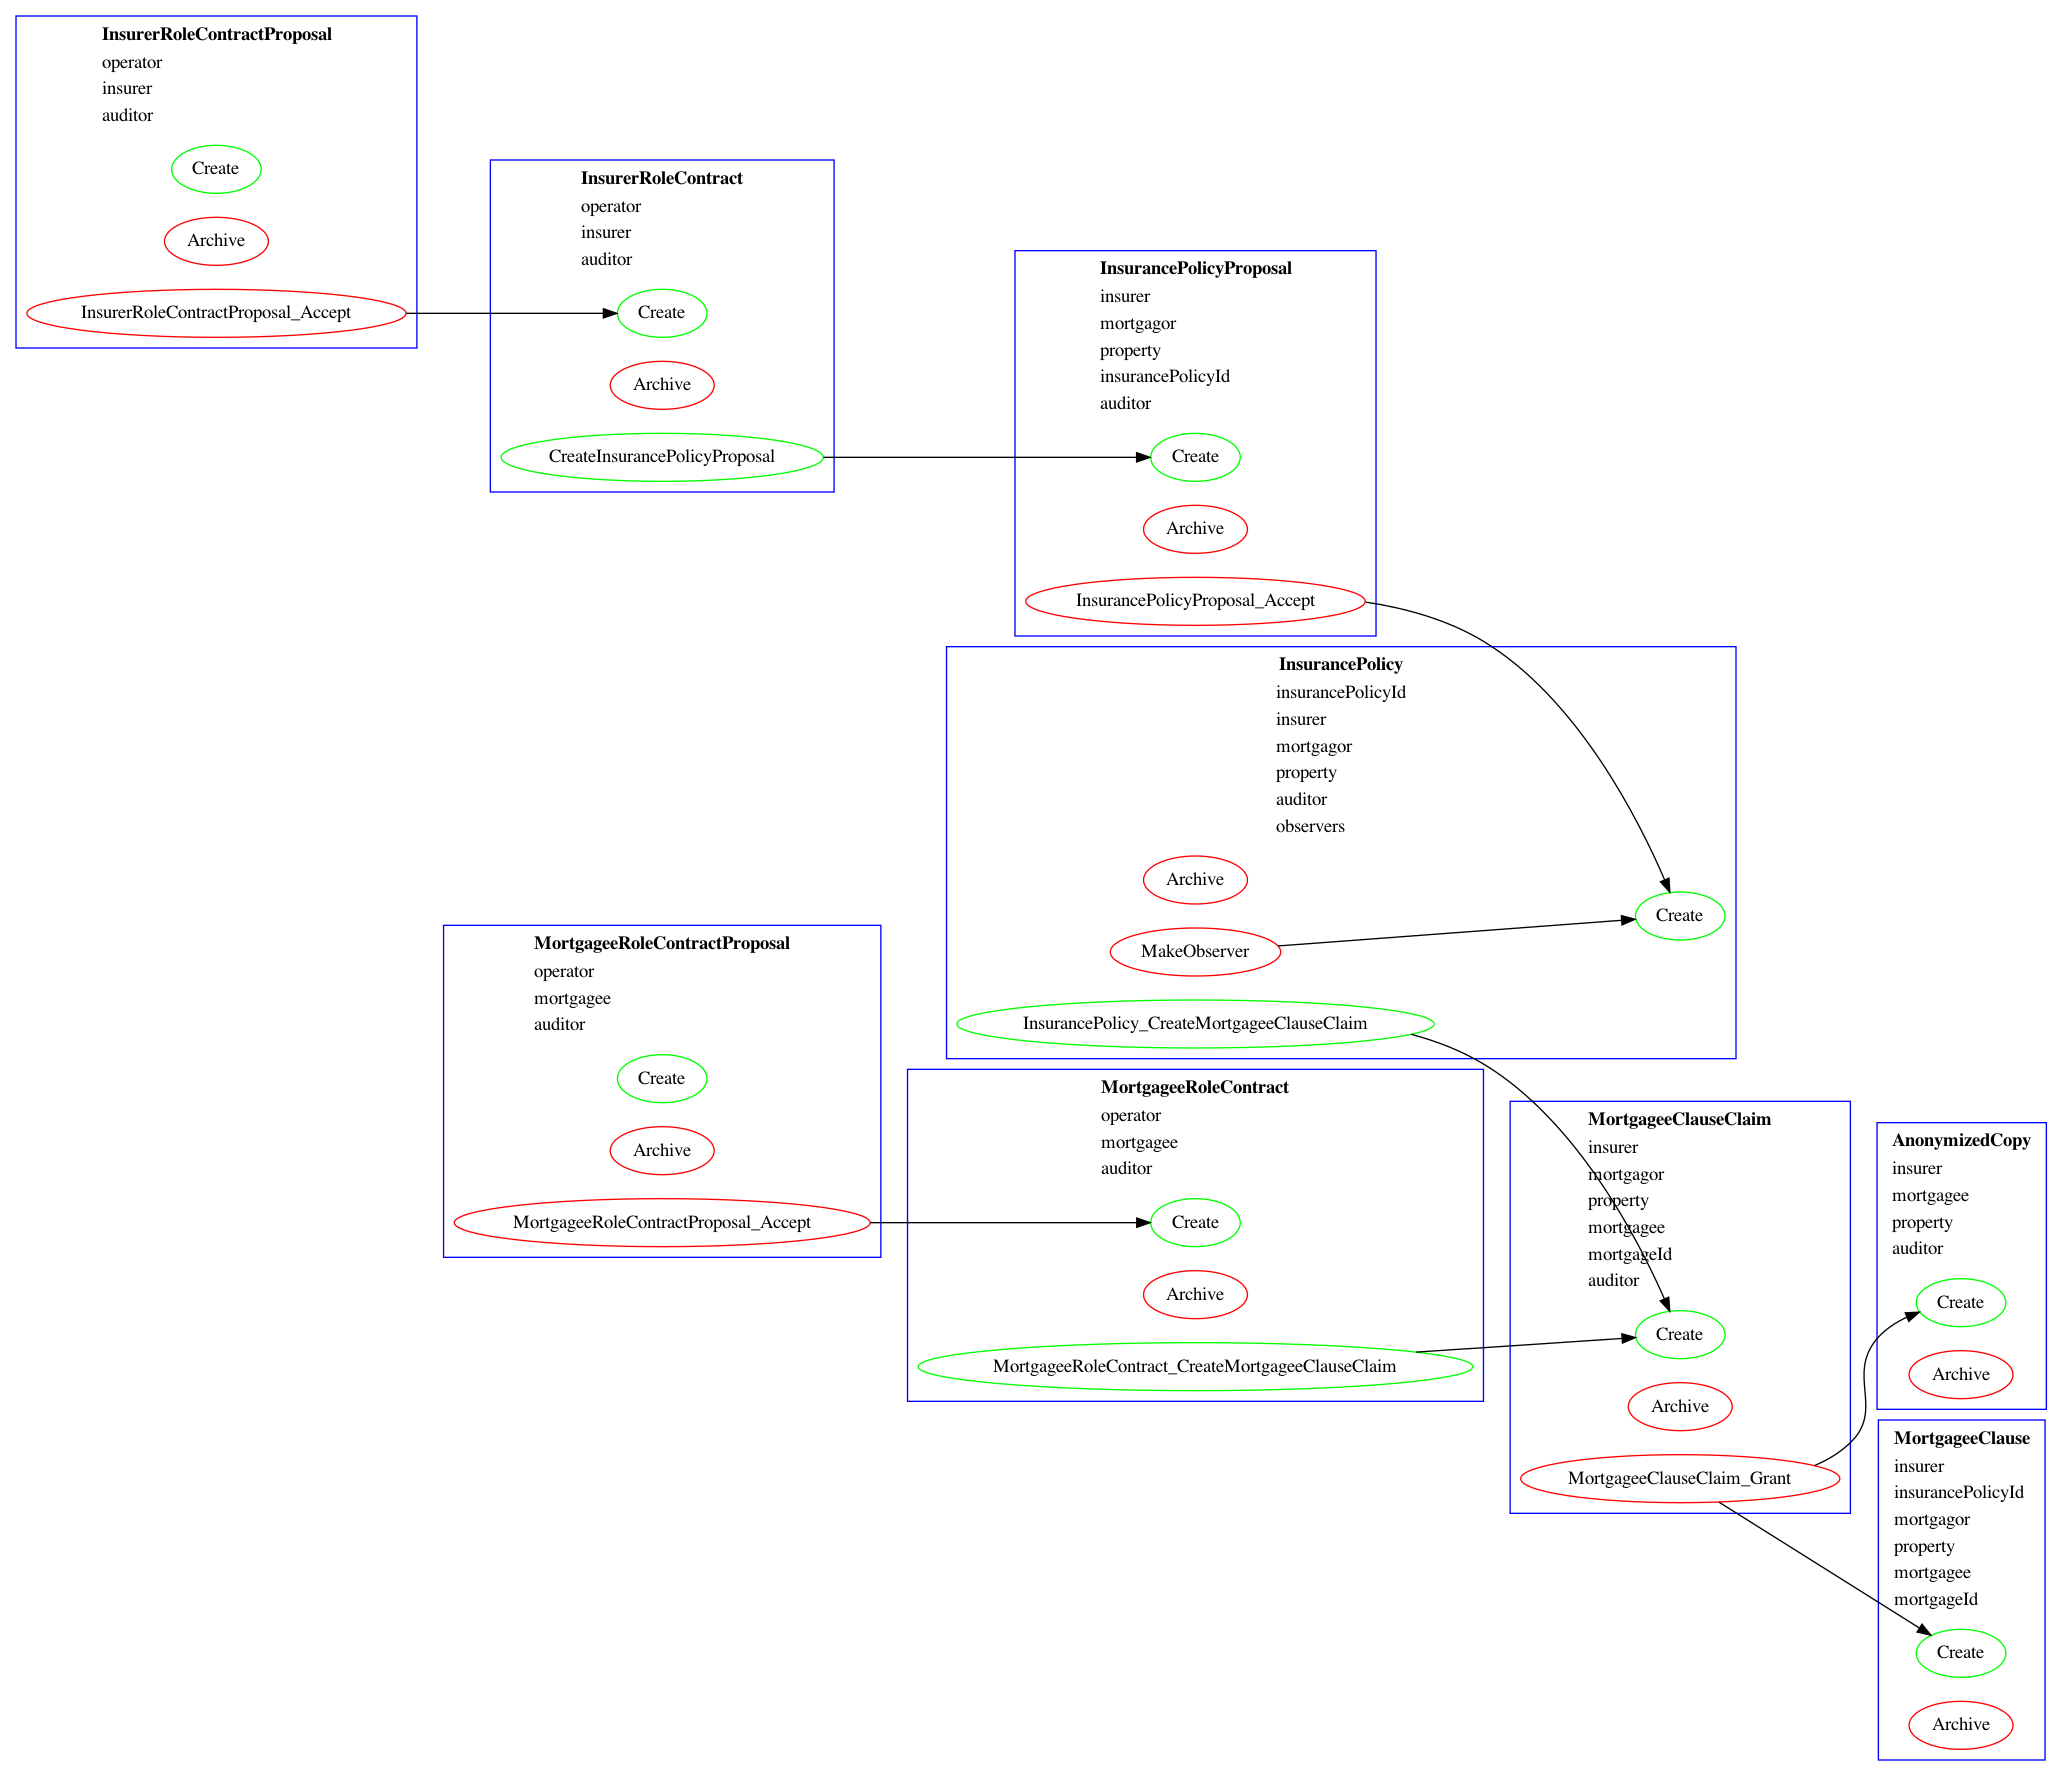 InsurerRoleContractProposal
operator
insurer
auditor
Create
Archive
InsurerRoleContractProposal_Accept
InsurerRoleContract
operator
insurer
auditor
Create
Archive
CreateInsurancePolicyProposal
InsurancePolicyProposal
insurer
mortgagor
property
insurancePolicyId
auditor
Create
Archive
InsurancePolicyProposal_Accept
InsurancePolicy
insurancePolicyId
insurer
mortgagor
property
auditor
observers
Archive
Create
MakeObserver
InsurancePolicy_CreateMortgageeClauseClaim
MortgageeRoleContractProposal
operator
mortgagee
auditor
Create
Archive
MortgageeRoleContractProposal_Accept
MortgageeRoleContract
operator
mortgagee
auditor
Create
Archive
MortgageeRoleContract_CreateMortgageeClauseClaim
MortgageeClauseClaim
insurer
mortgagor
property
mortgagee
mortgageId
auditor
Create
Archive
MortgageeClauseClaim_Grant
AnonymizedCopy
insurer
mortgagee
property
auditor
Create
Archive
MortgageeClause
insurer
insurancePolicyId
mortgagor
property
mortgagee
mortgageId
Create
Archive